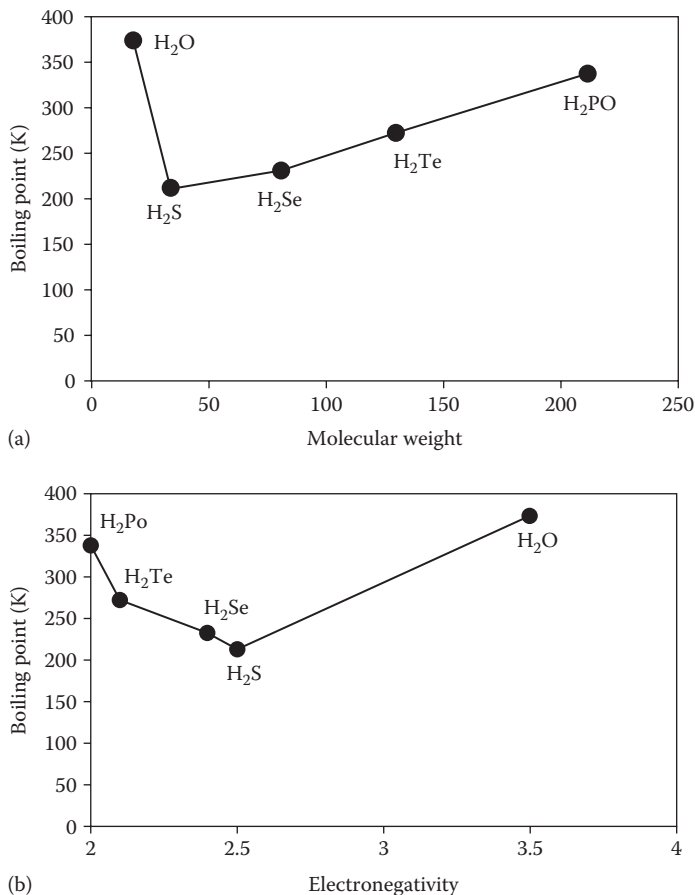 400
350
300
250
200
150
100
50
0
Boiling point (K)
H₂O
H₂S
H₂Se
H₂Te
H₂PO
0 50 100 150 200 250
(a)
Molecular weight
400
350
300
250
200
150
100
50
0
Boiling point (K)
H₂Po
H₂Te
H₂Se
H₂S
H₂O
2 2.5 3 3.5 4
(b)
Electronegativity